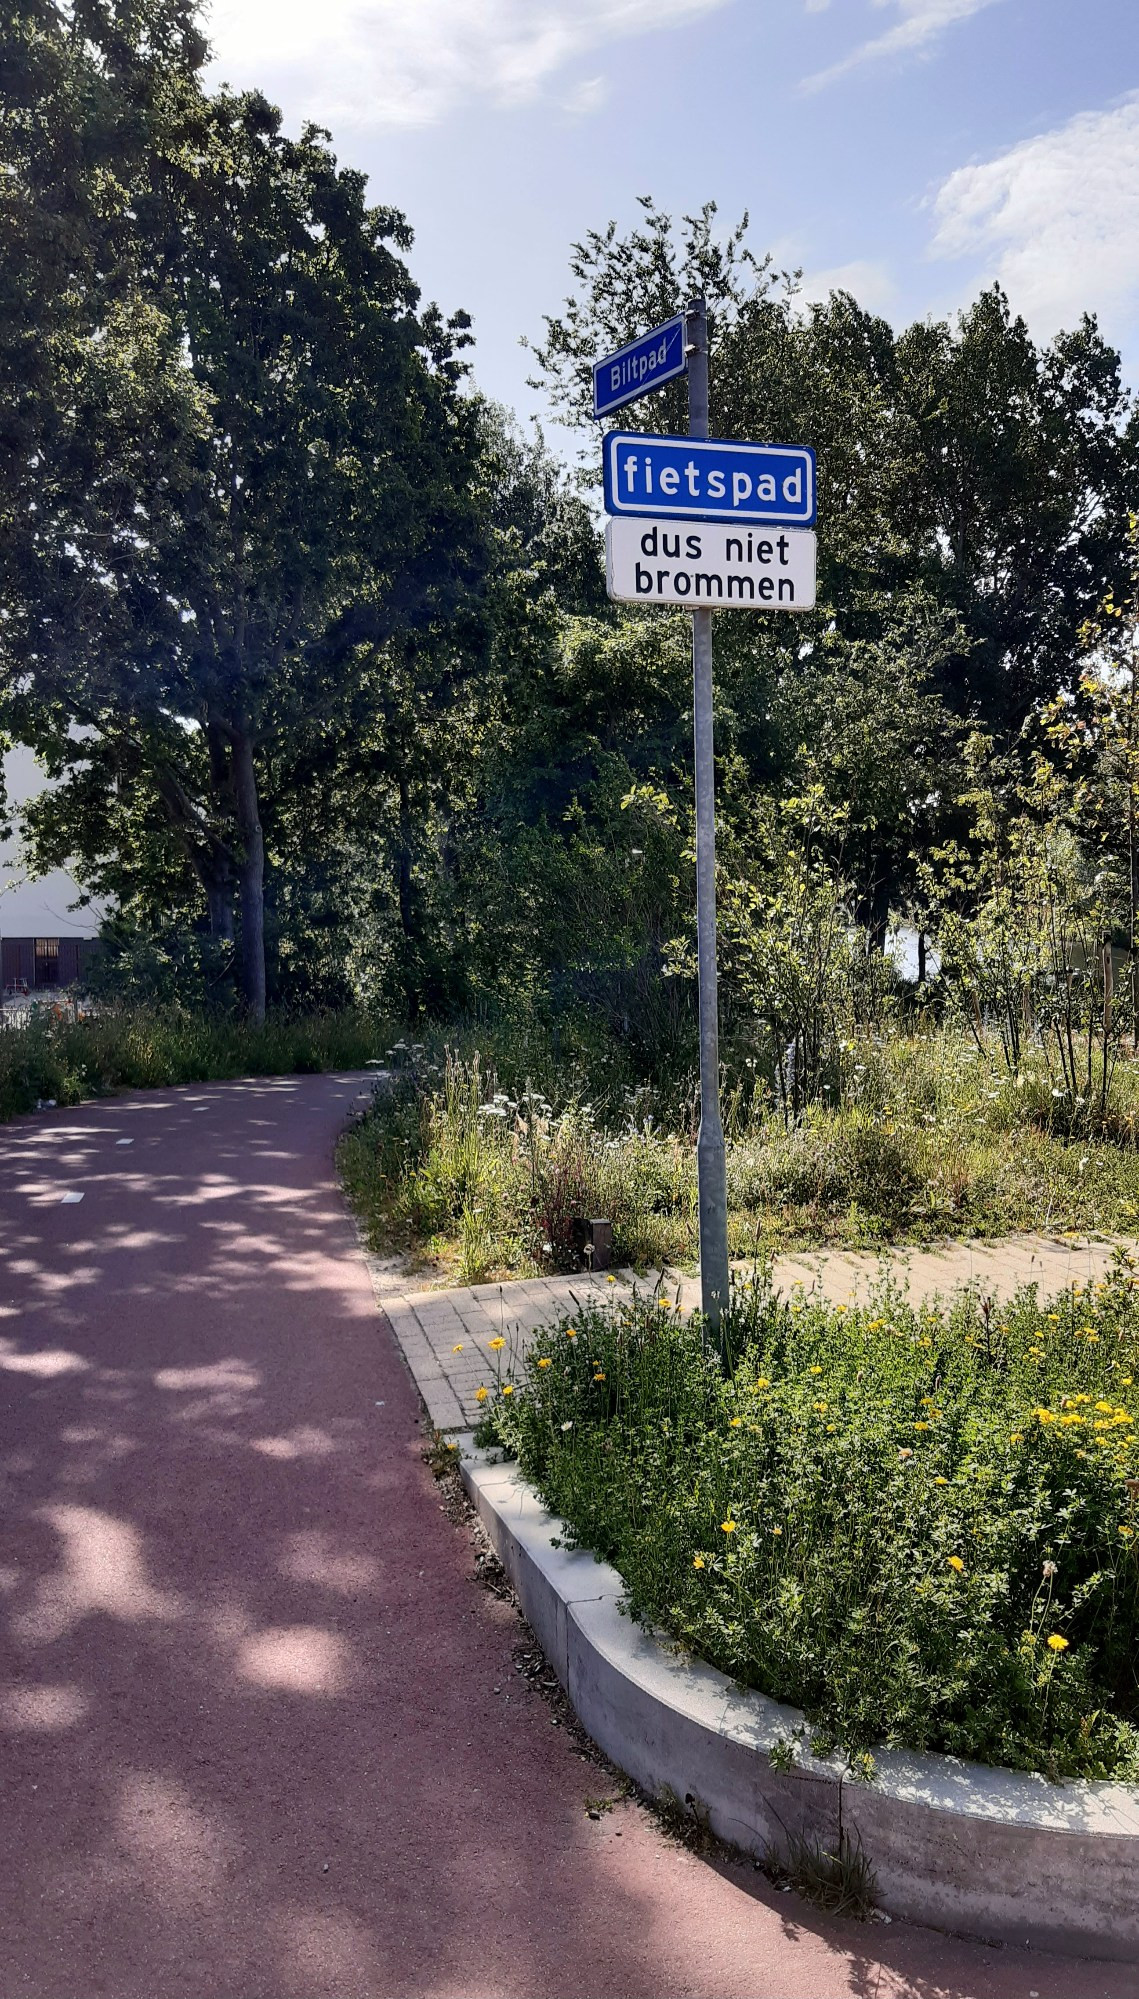 Biltpad
fietspad
dus niet
brommen